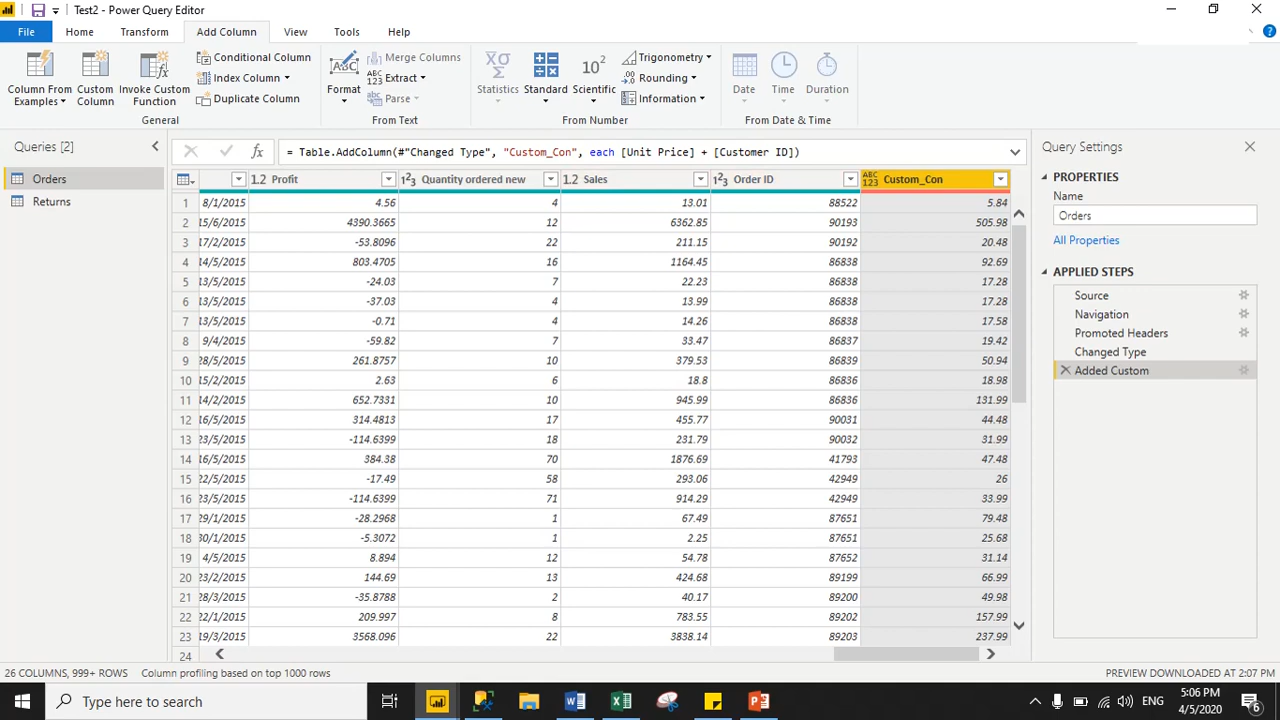 Test2 - Power Query Editor
File Home Transform Add Column View Tools Help
Column From Examples
Custom Column
Invoke Custom Function
Conditional Column
Index Column
Duplicate Column
General
Format
Merge Columns
Extract
Parse
From Text
Statistics
Standard
Scientific
Trigonometry
Rounding
Information
From Number
Date
Time
Duration
From Date & Time
Queries [2]
Orders
Returns
= Table.AddColumn(#"Changed Type", "Custom_Con", each [Unit Price] + [Customer ID])
1.2 Profit 1²3 Quantity ordered new 1.2 Sales 1²3 Order ID ABC 123 Custom_Con
1 8/1/2015 4.56 4 13.01 88522 5.84
2 15/6/2015 4390.3665 12 6362.85 90193 505.98
3 17/2/2015 -53.8096 22 211.15 90192 20.48
4 14/5/2015 803.4705 16 1164.45 86838 92.69
5 13/5/2015 -24.03 7 22.23 86838 17.28
6 13/5/2015 -37.03 4 13.99 86838 17.28
7 13/5/2015 -0.71 4 14.26 86838 17.58
8 9/4/2015 -59.82 7 33.47 86837 19.42
9 28/5/2015 261.8757 10 379.53 86839 50.94
10 15/2/2015 2.63 6 18.8 86836 18.98
11 14/2/2015 652.7331 10 945.99 86836 131.99
12 16/5/2015 314.4813 17 455.77 90031 44.48
13 23/5/2015 -114.6399 18 231.79 90032 31.99
14 16/5/2015 384.38 70 1876.69 41793 47.48
15 22/5/2015 -17.49 58 293.06 42949 26
16 23/5/2015 -114.6399 71 914.29 42949 33.99
17 29/1/2015 -28.2968 1 67.49 87651 79.48
18 30/1/2015 -5.3072 1 2.25 87651 25.68
19 4/5/2015 8.894 12 54.78 87652 31.14
20 23/2/2015 144.69 13 424.68 89199 66.99
21 28/3/2015 -35.8788 2 40.17 89200 49.98
22 22/1/2015 209.997 8 783.55 89202 157.99
23 19/3/2015 3568.096 22 3838.14 89203 237.99
24
Query Settings
PROPERTIES
Name
Orders
All Properties
APPLIED STEPS
Source
Navigation
Promoted Headers
Changed Type
Added Custom
26 COLUMNS, 999+ ROWS Column profiling based on top 1000 rows PREVIEW DOWNLOADED AT 2:07 PM
Type here to search
ENG
5:06 PM
4/5/2020
6